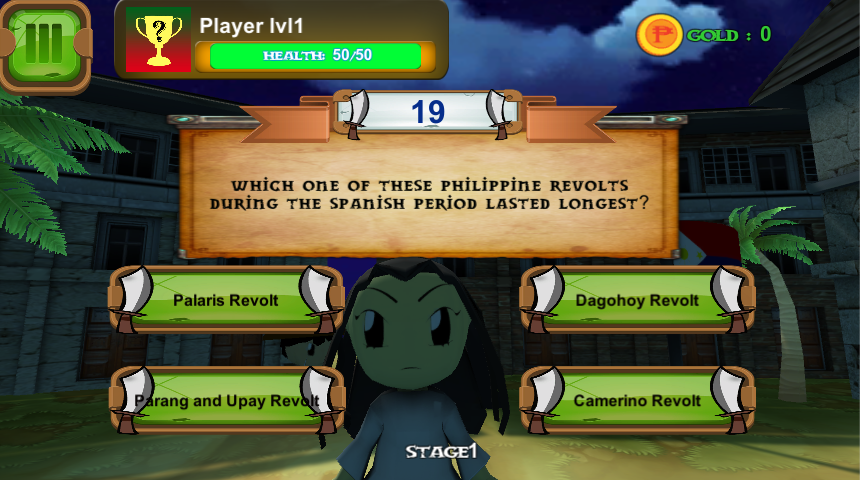 Player lvl1
HEALTH: 50/50
GOLD : 0
19
WHICH ONE OF THESE PHILIPPINE REVOLTS
DURING THE SPANISH PERIOD LASTED LONGEST?
Palaris Revolt
Dagohoy Revolt
Parang and Upay Revolt
Camerino Revolt
STAGE1